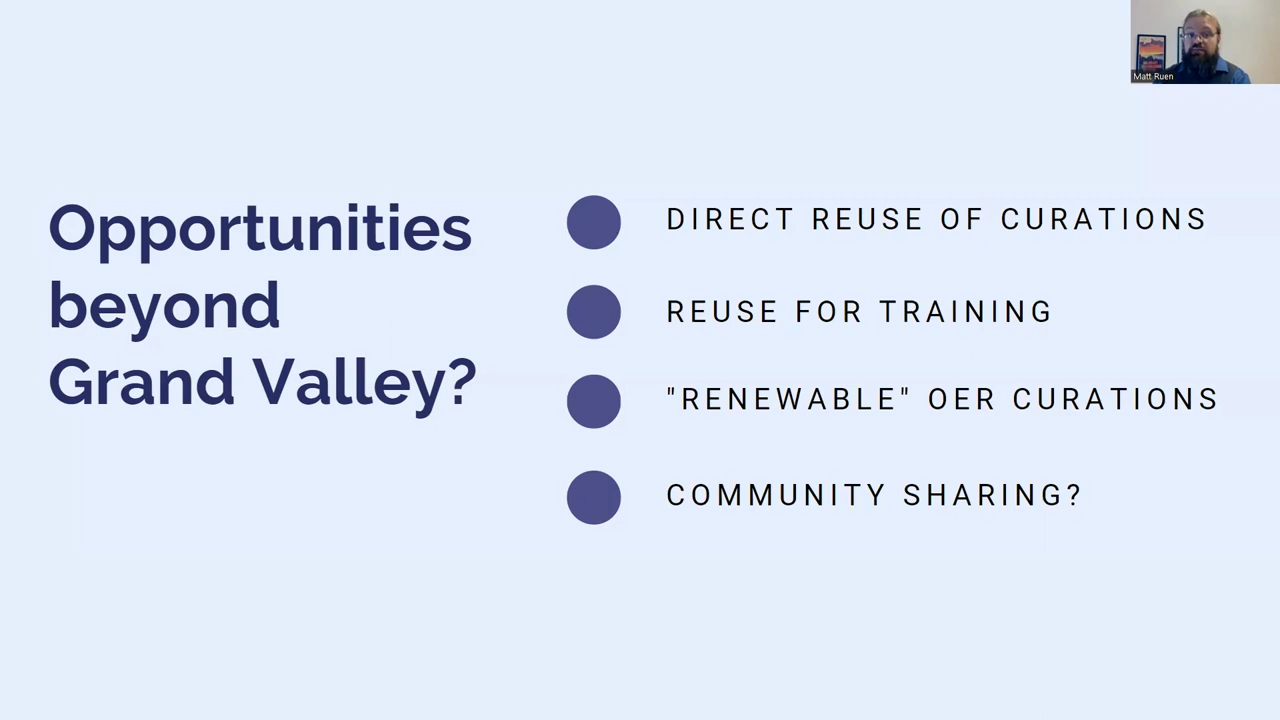 Matt Ruen
Opportunities
beyond
Grand Valley?
DIRECT REUSE OF CURATIONS
REUSE FOR TRAINING
"RENEWABLE" OER CURATIONS
COMMUNITY SHARING?